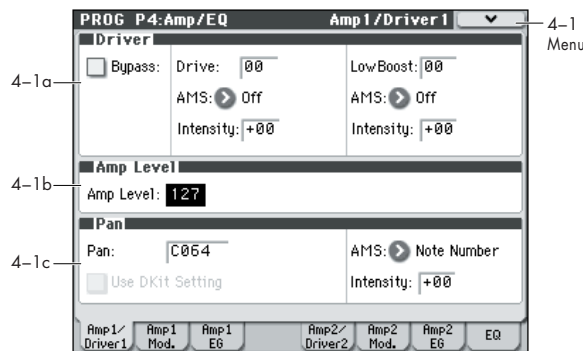 PROG P4:Amp/EQ Amp1/Driver1
4–1
Menu
Driver
Bypass: Drive: 00 LowBoost: 00
4–1a
AMS: Off AMS: Off
Intensity: +00 Intensity: +00
Amp Level
4–1b
Amp Level: 127
Pan
Pan: C064 AMS: Note Number
4–1c
Use DKit Setting Intensity: +00
Amp1/ Amp1 Amp1 Amp2/ Amp2 Amp2 EQ
Driver1 Mod. EG Driver2 Mod. EG